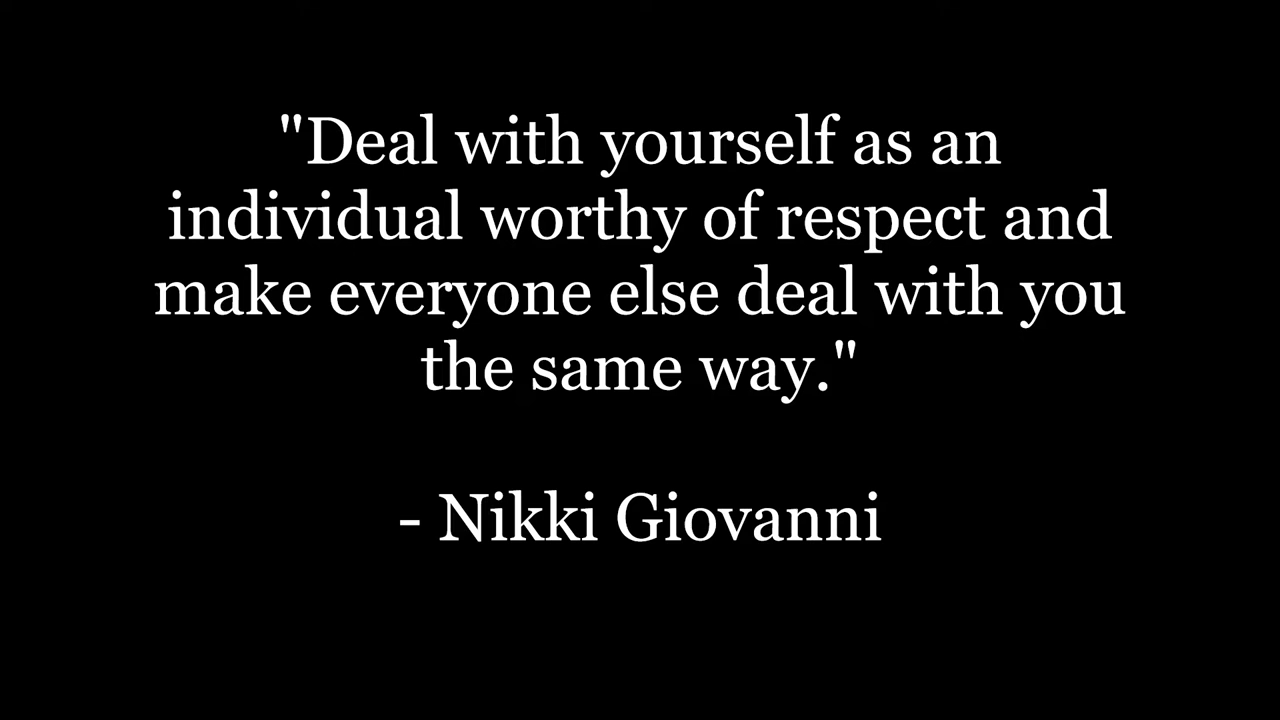 "Deal with yourself as an
individual worthy of respect and
make everyone else deal with you
the same way."
- Nikki Giovanni